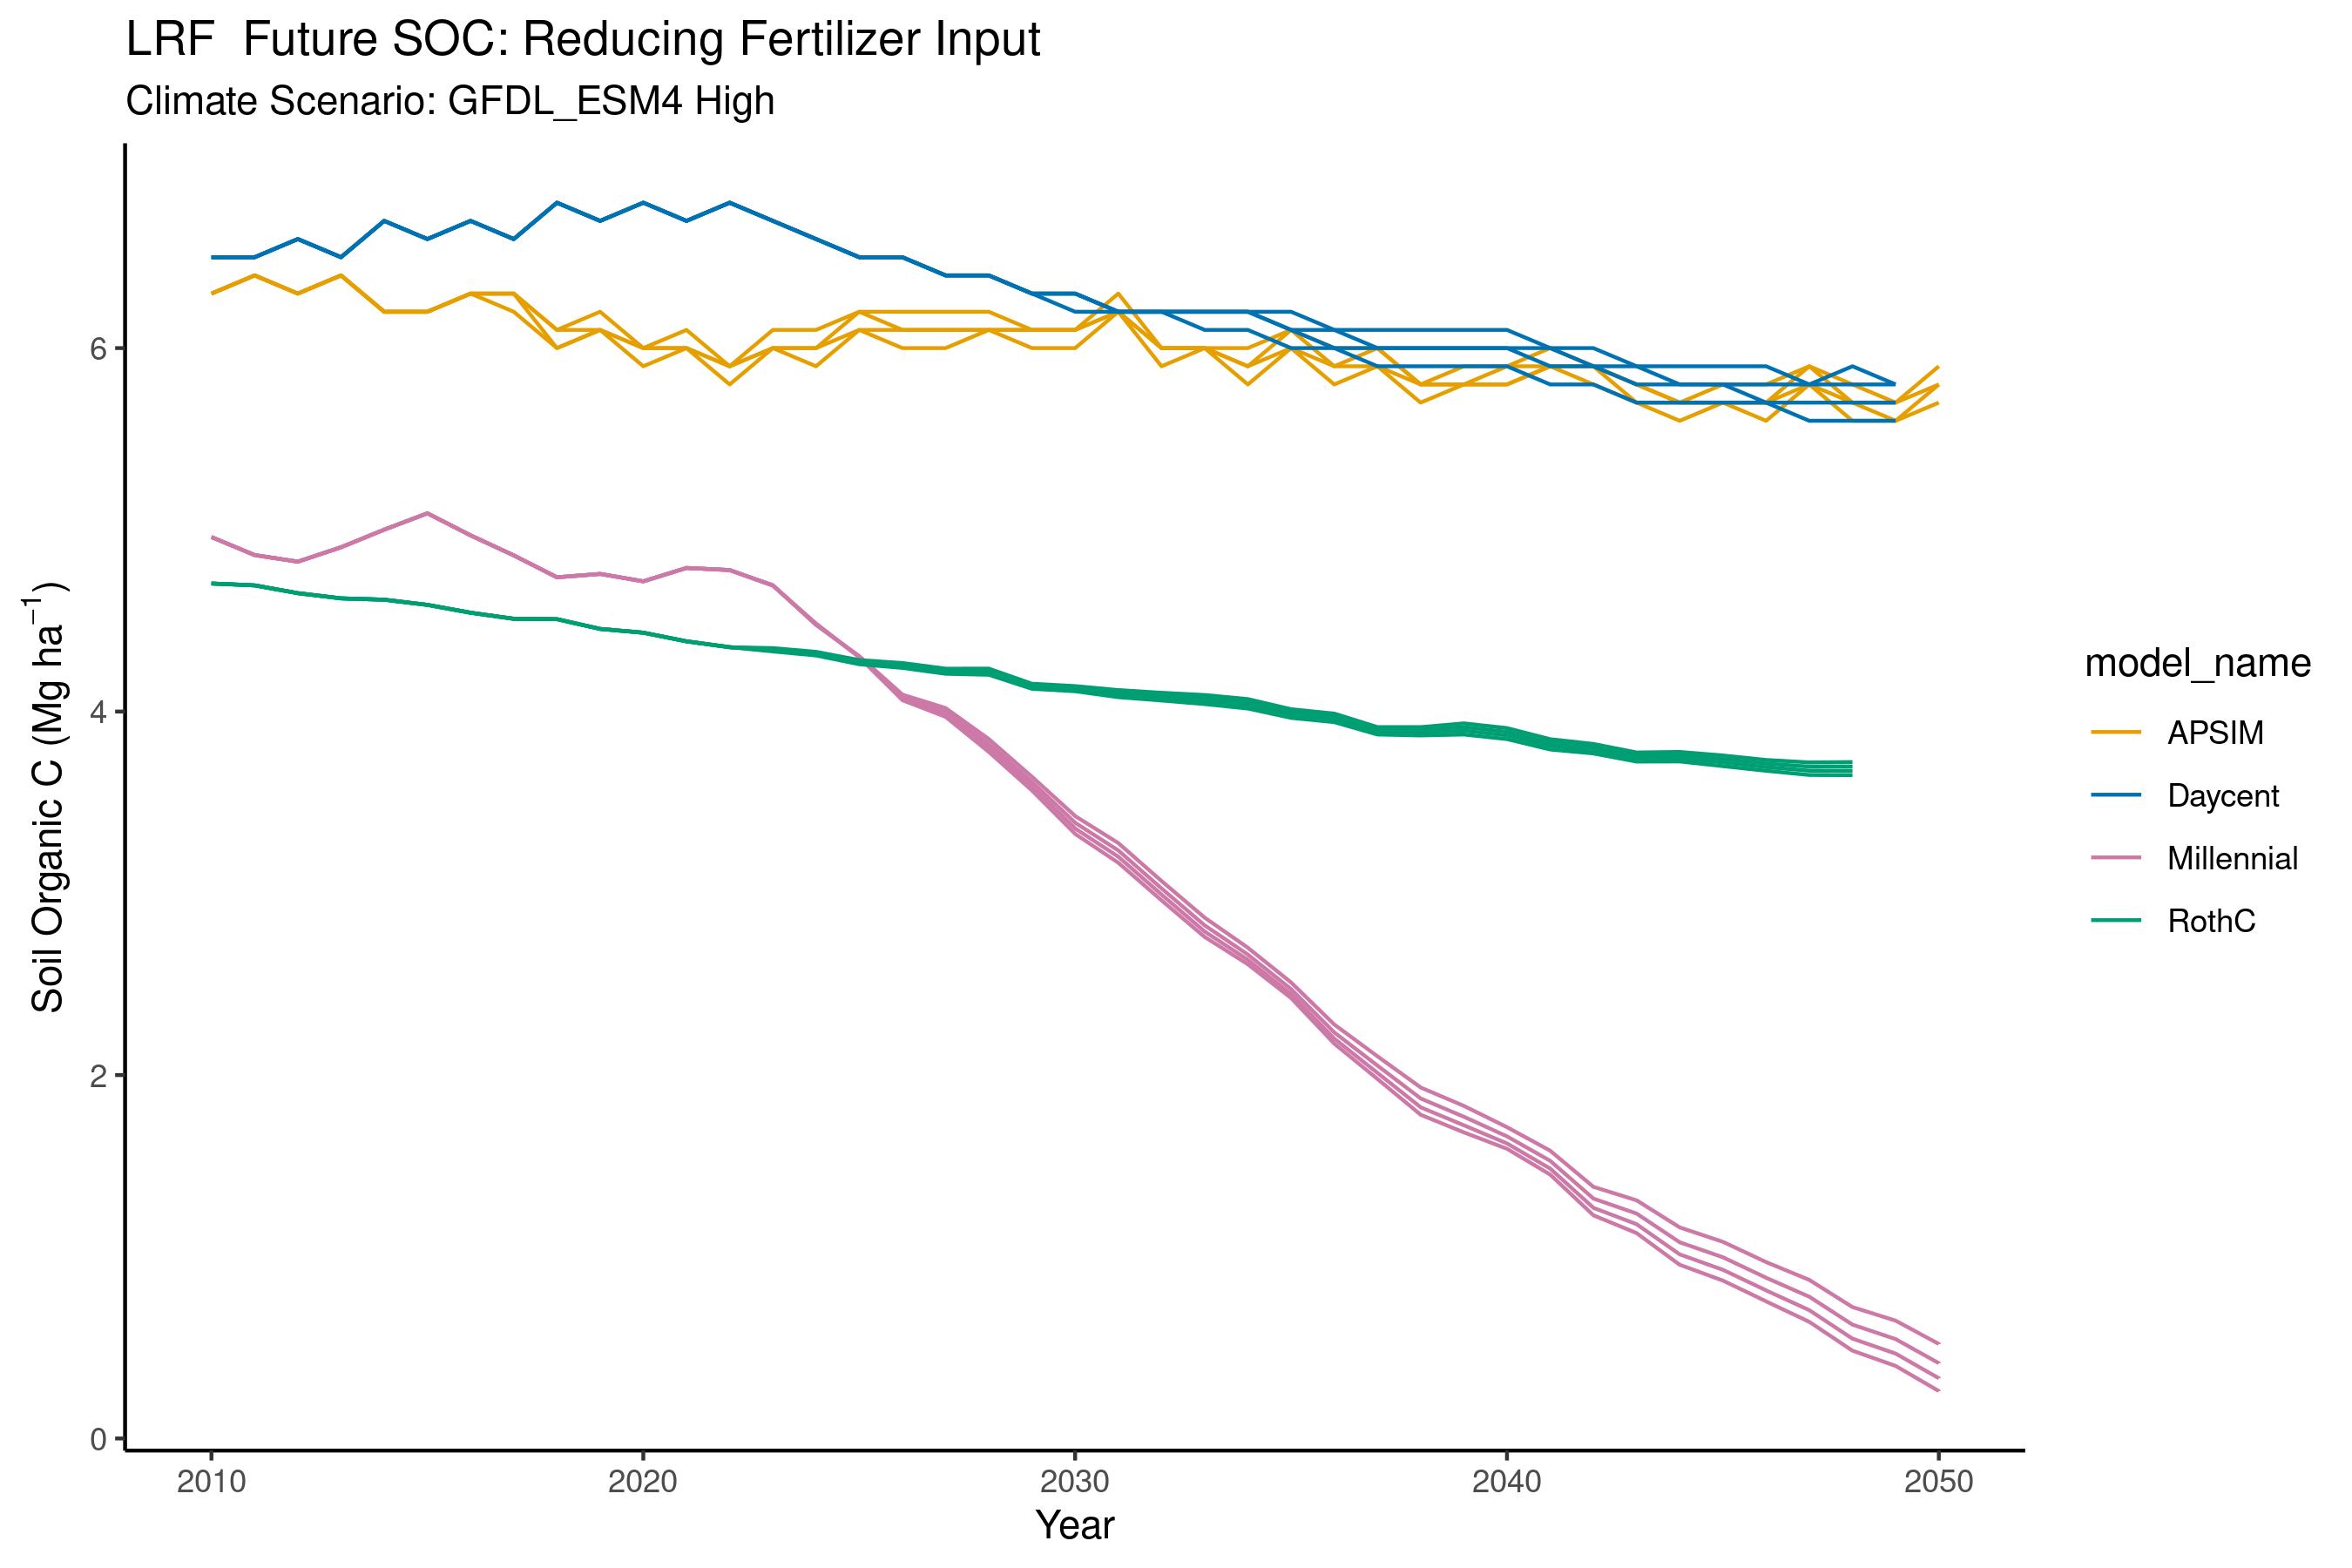 LRF  Future SOC: Reducing Fertilizer Input
Climate Scenario: GFDL_ESM4 High
Soil Organic C (Mg ha⁻¹)
6
4
2
0
2010
2020
2030
2040
2050
Year
model_name
APSIM
Daycent
Millennial
RothC